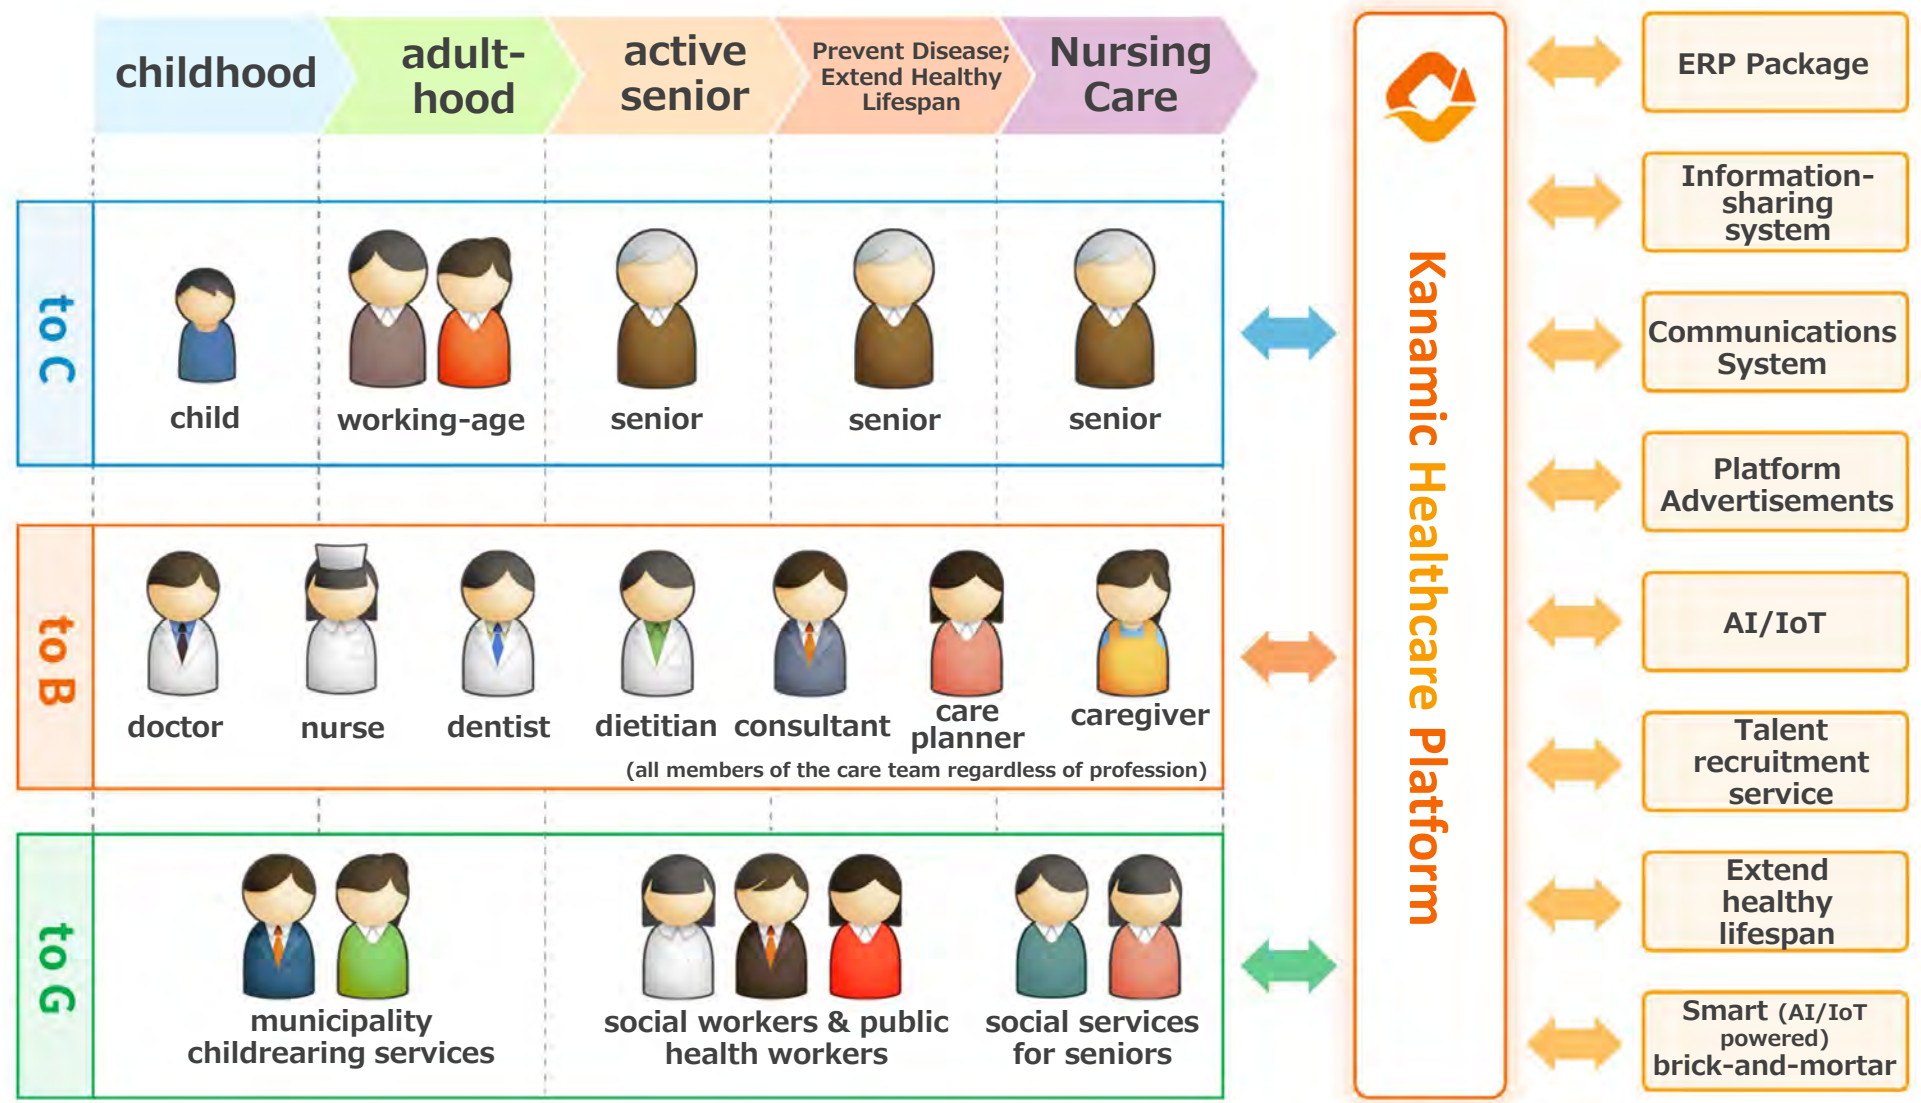 childhood
adult-
hood
active
senior
Prevent Disease;
Extend Healthy
Lifespan
Nursing
Care
to C
child
working-age
senior
senior
senior
to B
doctor
nurse
dentist
dietitian
consultant
care
planner
caregiver
(all members of the care team regardless of profession)
to G
municipality
childrearing services
social workers & public
health workers
social services
for seniors
Kanamic Healthcare Platform
ERP Package
Information-
sharing
system
Communications
System
Platform
Advertisements
AI/IoT
Talent
recruitment
service
Extend
healthy
lifespan
Smart (AI/IoT
powered)
brick-and-mortar